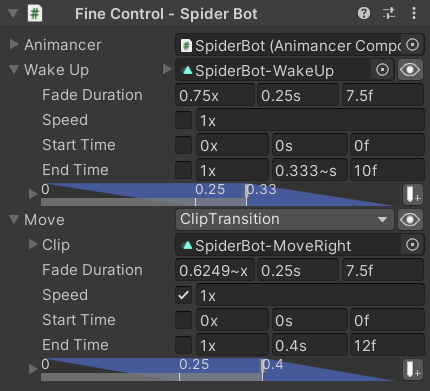 Fine Control - Spider Bot
Animancer SpiderBot (Animancer Compo
Wake Up SpiderBot-WakeUp
Fade Duration 0.75x 0.25s 7.5f
Speed 1x
Start Time 0x 0s 0f
End Time 1x 0.333~s 10f
0 0.25 0.33
Move ClipTransition
Clip SpiderBot-MoveRight
Fade Duration 0.6249~x 0.25s 7.5f
Speed 1x
Start Time 0x 0s 0f
End Time 1x 0.4s 12f
0 0.25 0.4